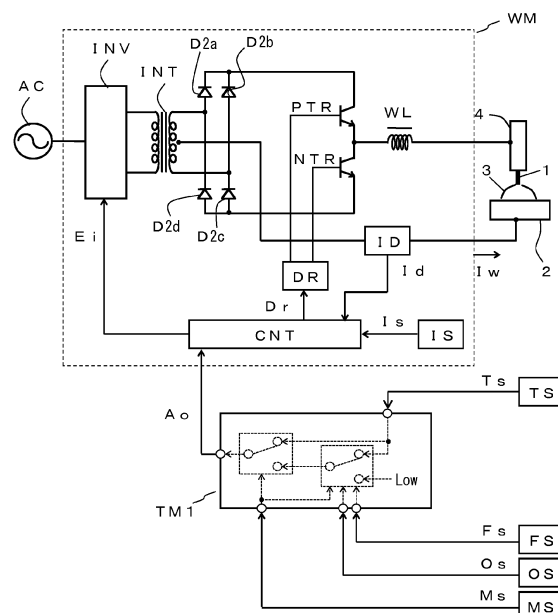 WM
INV
D2a
D2b
INT
AC
PTR
WL
4
NTR
3
1
D2d
D2c
2
Ei
ID
Iw
DR
Id
Dr
Is
CNT
IS
Ts
TS
Ao
Low
TM1
Fs
FS
Os
OS
Ms
MS